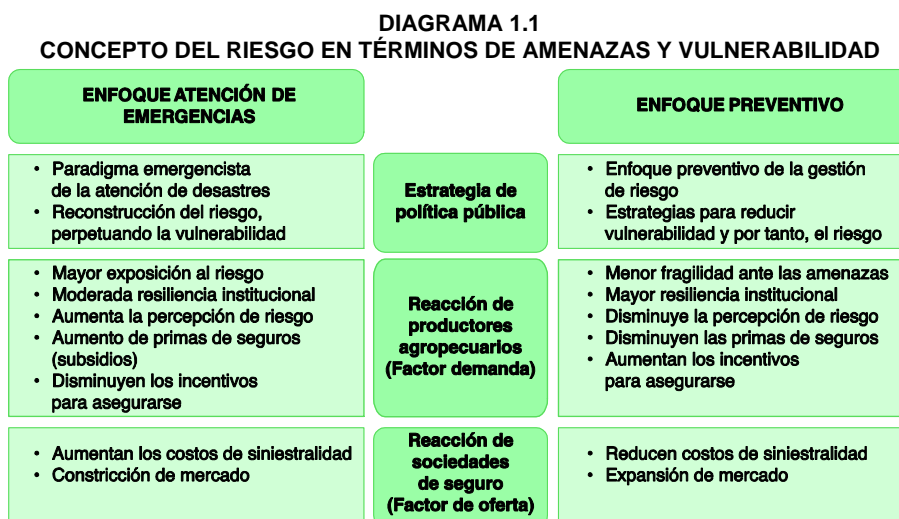 DIAGRAMA 1.1
CONCEPTO DEL RIESGO EN TÉRMINOS DE AMENAZAS Y VULNERABILIDAD
ENFOQUE ATENCIÓN DE
EMERGENCIAS
ENFOQUE PREVENTIVO
• Paradigma emergencista
de la atención de desastres
• Reconstrucción del riesgo,
perpetuando la vulnerabilidad
Estrategia de
política pública
• Enfoque preventivo de la gestión
de riesgo
• Estrategias para reducir
vulnerabilidad y por tanto, el riesgo
• Mayor exposición al riesgo
• Moderada resiliencia institucional
• Aumenta la percepción de riesgo
• Aumento de primas de seguros
(subsidios)
• Disminuyen los incentivos
para asegurarse
Reacción de
productores
agropecuarios
(Factor demanda)
• Menor fragilidad ante las amenazas
• Mayor resiliencia institucional
• Disminuye la percepción de riesgo
• Disminuyen las primas de seguros
• Aumentan los incentivos
para asegurarse
• Aumentan los costos de siniestralidad
• Constricción de mercado
Reacción de
sociedades
de seguro
(Factor de oferta)
• Reducen costos de siniestralidad
• Expansión de mercado